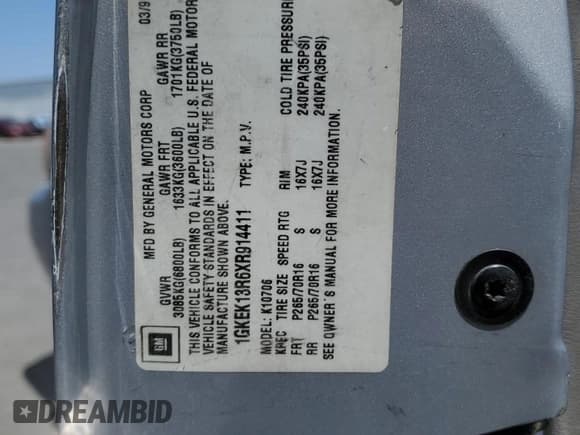 MFD BY GENERAL MOTORS CORP 03/9
GVWR GAWR FRT GAWR RR
3085KG(6800LB) 1633KG(3600LB) 1701KG(3750LB)
THIS VEHICLE CONFORMS TO ALL APPLICABLE U.S. FEDERAL MOTOR
VEHICLE SAFETY STANDARDS IN EFFECT ON THE DATE OF
MANUFACTURE SHOWN ABOVE.
1GKEK13R6XR914411 TYPE: M.P.V.
MODEL: K10706
KREC TIRE SIZE SPEED RTG RIM COLD TIRE PRESSURE
FRT P265/70R16 S 16X7J 240KPA(35PSI)
RR P265/70R16 S 16X7J 240KPA(35PSI)
SEE OWNER'S MANUAL FOR MORE INFORMATION.
GM
DREAMBID